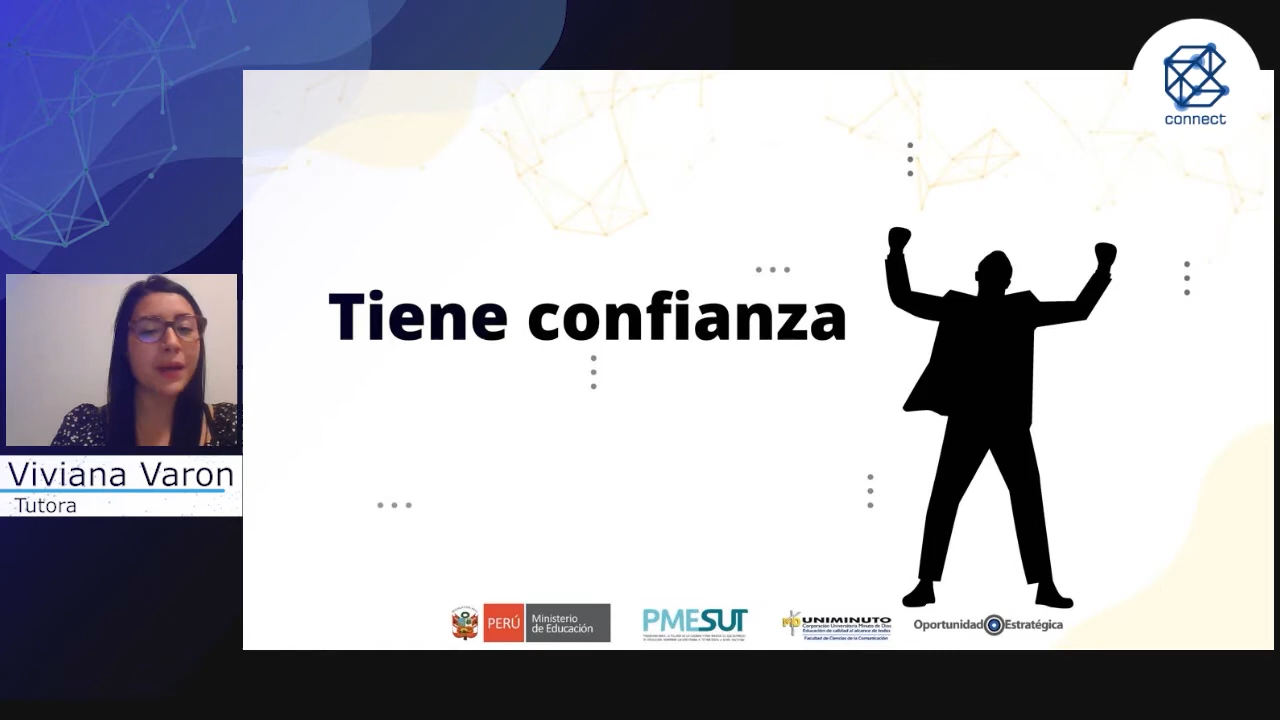 connect
Tiene confianza
Viviana Varon
Tutora
PERÚ
Ministerio
de Educación
PMESUT
UNIMINUTO
Corporación Universitaria Minuto de Dios
Educación de calidad al alcance de todos
Facultad de Ciencias de la Comunicación
Oportunidad Estratégica